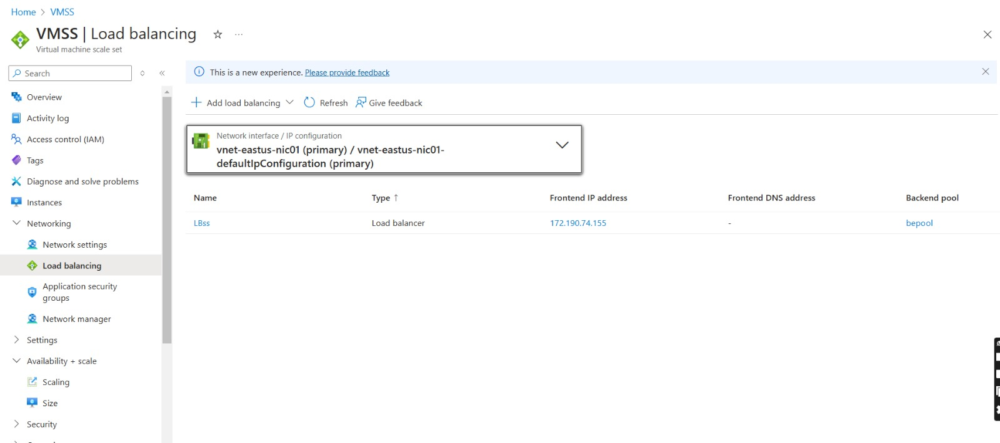 Home > VMSS
VMSS | Load balancing
Virtual machine scale set
Search
Overview
Activity log
Access control (IAM)
Tags
Diagnose and solve problems
Instances
Networking
Network settings
Load balancing
Application security
groups
Network manager
Settings
Availability + scale
Scaling
Size
Security
This is a new experience. Please provide feedback
Add load balancing Refresh Give feedback
Network interface / IP configuration
vnet-eastus-nic01 (primary) / vnet-eastus-nic01-
defaultIpConfiguration (primary)
Name Type ↑ Frontend IP address Frontend DNS address Backend pool
LBss Load balancer 172.190.74.155 - bepool